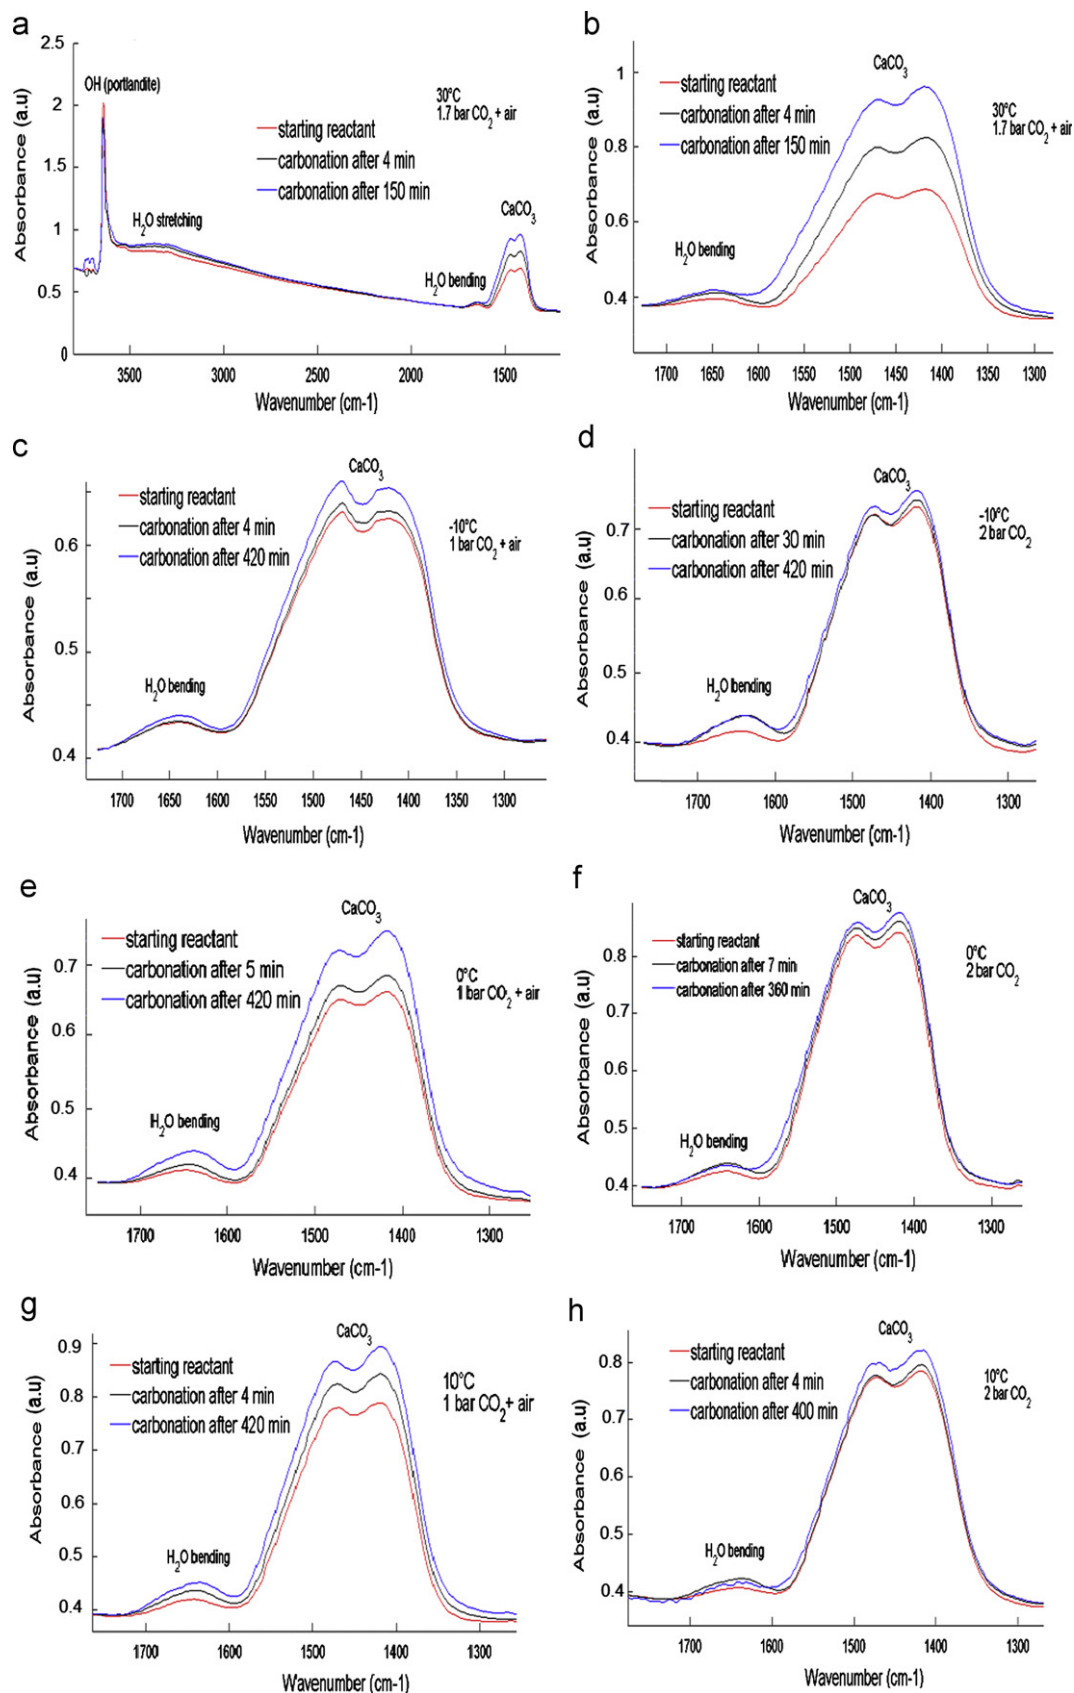 a
2.5
2
1.5
1
0.5
0
Absorbance (a.u)
OH (portlandite)
30°C
1.7 bar CO2 + air
starting reactant
carbonation after 4 min
carbonation after 150 min
H2O stretching
CaCO3
H2O bending
3500 3000 2500 2000 1500
Wavenumber (cm-1)
b
1
0.8
0.6
0.4
Absorbance (a.u)
CaCO3
starting reactant
carbonation after 4 min
carbonation after 150 min
30°C
1.7 bar CO2 + air
H2O bending
1700 1650 1600 1550 1500 1450 1400 1350 1300
Wavenumber (cm-1)
c
0.6
0.5
0.4
Absorbance (a.u)
CaCO3
starting reactant
carbonation after 4 min
carbonation after 420 min
-10°C
1 bar CO2 + air
H2O bending
1700 1650 1600 1550 1500 1450 1400 1350 1300
Wavenumber (cm-1)
d
0.7
0.6
0.5
0.4
Absorbance (a.u)
CaCO3
starting reactant
carbonation after 30 min
carbonation after 420 min
-10°C
2 bar CO2
H2O bending
1700 1600 1500 1400 1300
Wavenumber (cm-1)
e
0.7
0.6
0.5
0.4
Absorbance (a.u)
CaCO3
starting reactant
carbonation after 5 min
carbonation after 420 min
0°C
1 bar CO2 + air
H2O bending
1700 1600 1500 1400 1300
Wavenumber (cm-1)
f
0.8
0.7
0.6
0.5
0.4
Absorbance (a.u)
CaCO3
starting reactant
carbonation after 7 min
carbonation after 360 min
0°C
2 bar CO2
H2O bending
1700 1600 1500 1400 1300
Wavenumber (cm-1)
g
0.9
0.8
0.7
0.6
0.5
0.4
Absorbance (a.u)
CaCO3
starting reactant
carbonation after 4 min
carbonation after 420 min
10°C
1 bar CO2+ air
H2O bending
1700 1600 1500 1400 1300
Wavenumber (cm-1)
h
0.8
0.7
0.6
0.5
0.4
Absorbance (a.u)
CaCO3
starting reactant
carbonation after 4 min
carbonation after 400 min
10°C
2 bar CO2
H2O bending
1700 1600 1500 1400 1300
Wavenumber (cm-1)